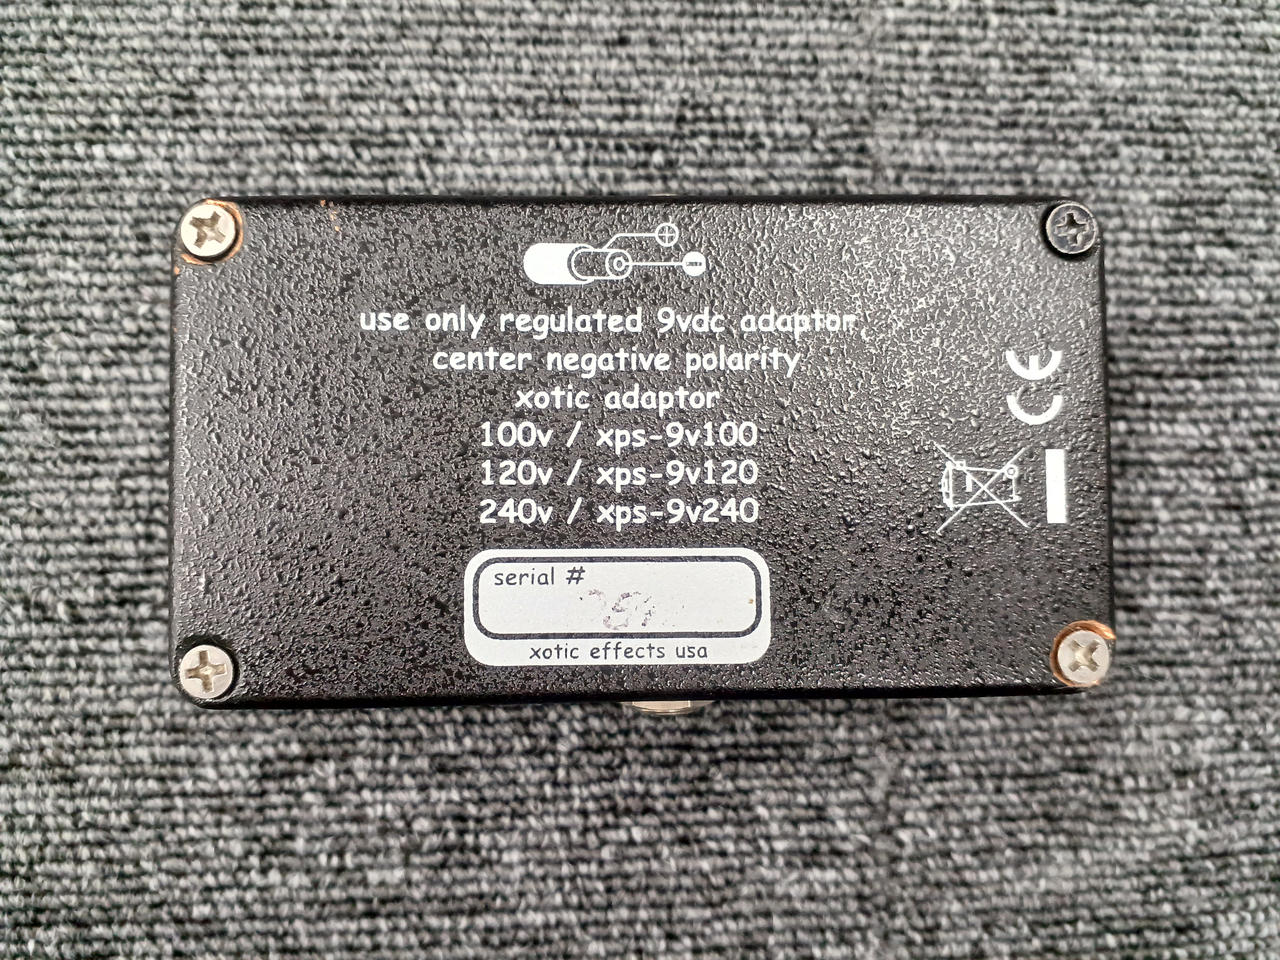 use only regulated 9vdc adaptor
center negative polarity
xotic adaptor
100v / xps-9v100
120v / xps-9v120
240v / xps-9v240
CE
serial #
xotic effects usa